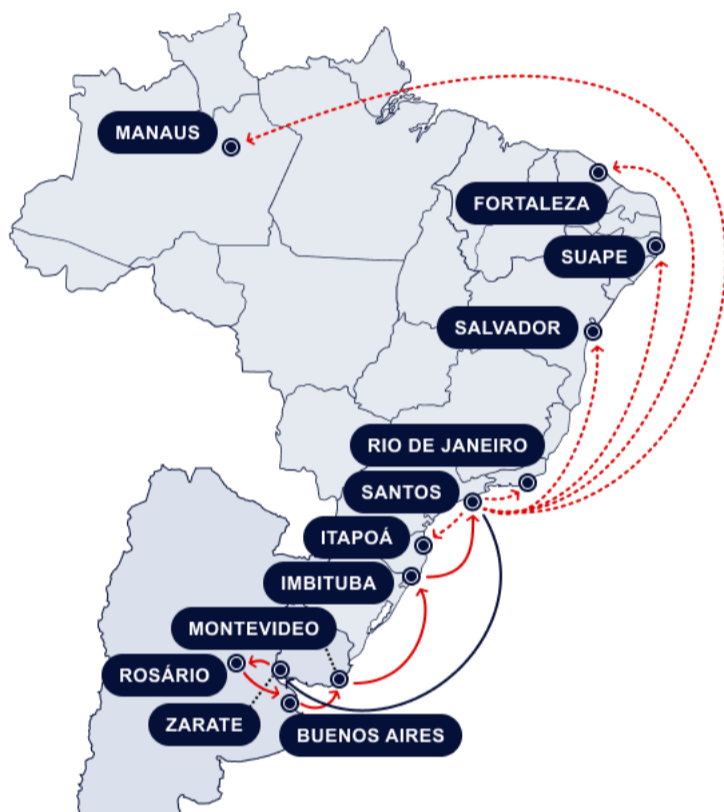 MANAUS
FORTALEZA
SUAPE
SALVADOR
RIO DE JANEIRO
SANTOS
ITAPOÁ
IMBITUBA
MONTEVIDEO
ROSÁRIO
ZARATE
BUENOS AIRES